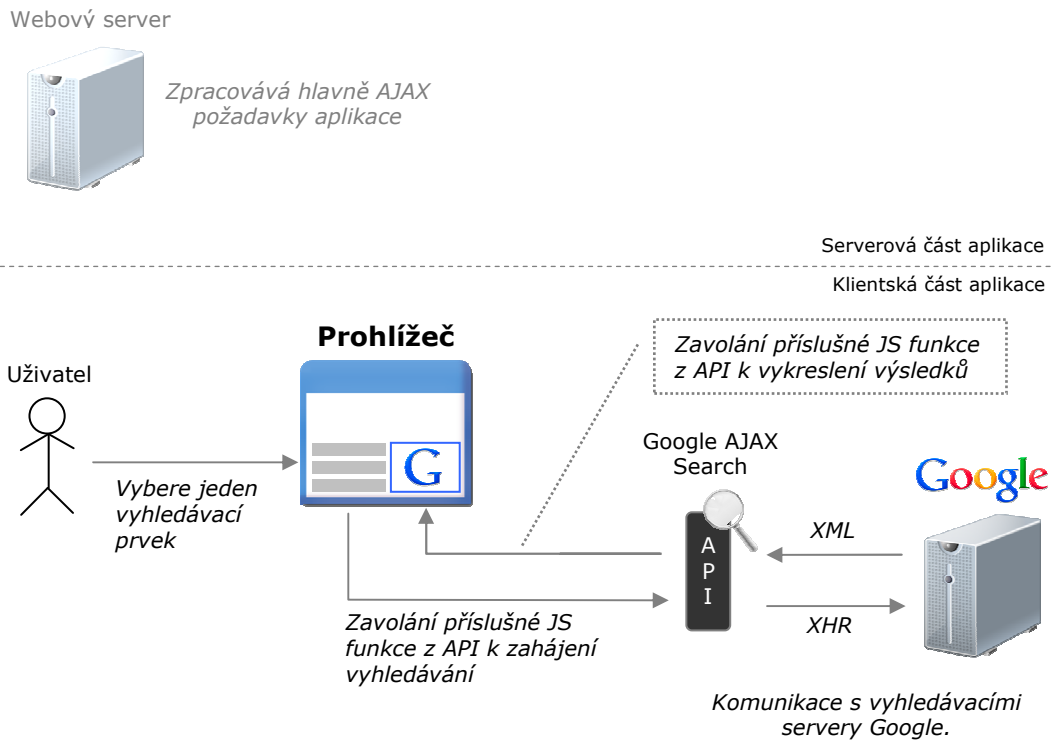 Webový server
Zpracovává hlavně AJAX
požadavky aplikace
Serverová část aplikace
Klientská část aplikace
Prohlížeč
Zavolání příslušné JS funkce
z API k vykreslení výsledků
Uživatel
Google AJAX
Search
Google
G
Vybere jeden
vyhledávací
prvek
A
P
I
XML
XHR
Zavolání příslušné JS
funkce z API k zahájení
vyhledávání
Komunikace s vyhledávacími
servery Google.